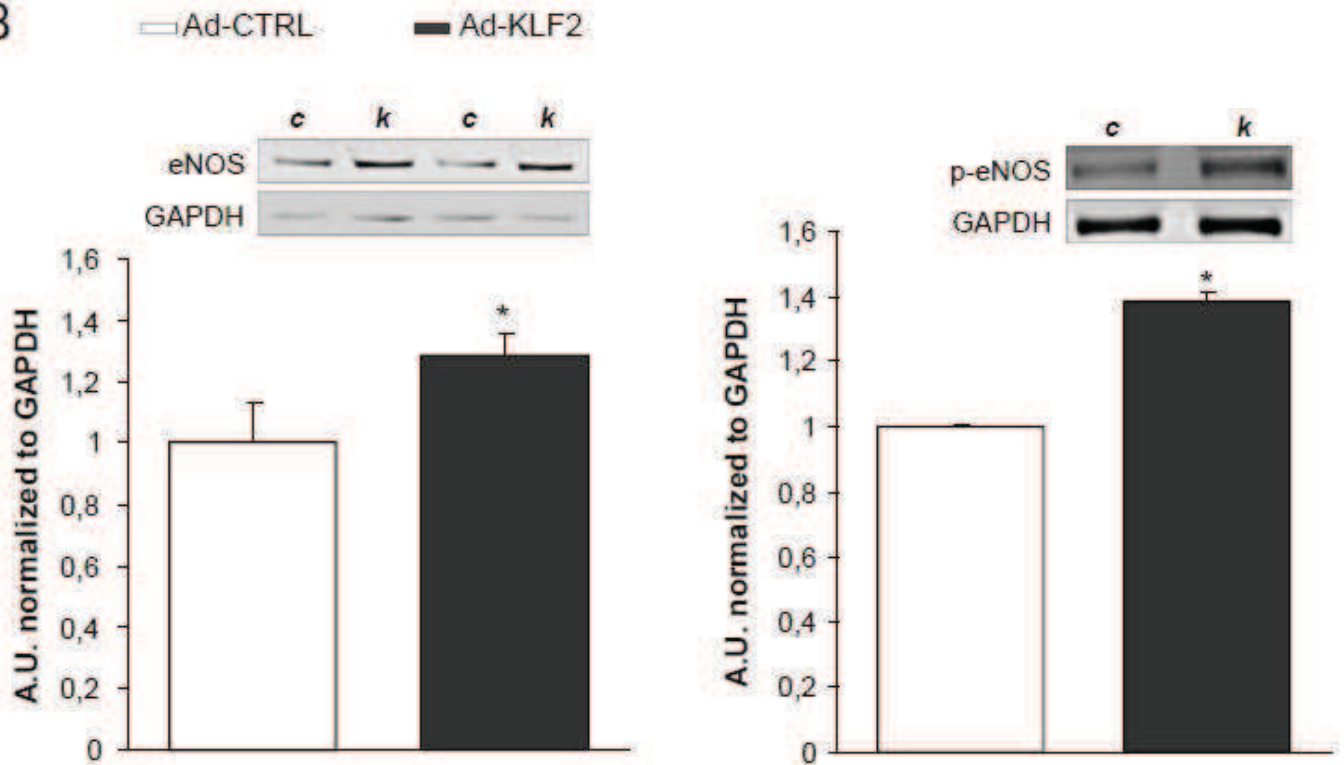 B
Ad-CTRL Ad-KLF2
c k c k
eNOS
GAPDH
A.U. normalized to GAPDH
1,6
1,4
1,2
1
0,8
0,6
0,4
0,2
0
*
c k
p-eNOS
GAPDH
A.U. normalized to GAPDH
1,6
1,4
1,2
1
0,8
0,6
0,4
0,2
0
*